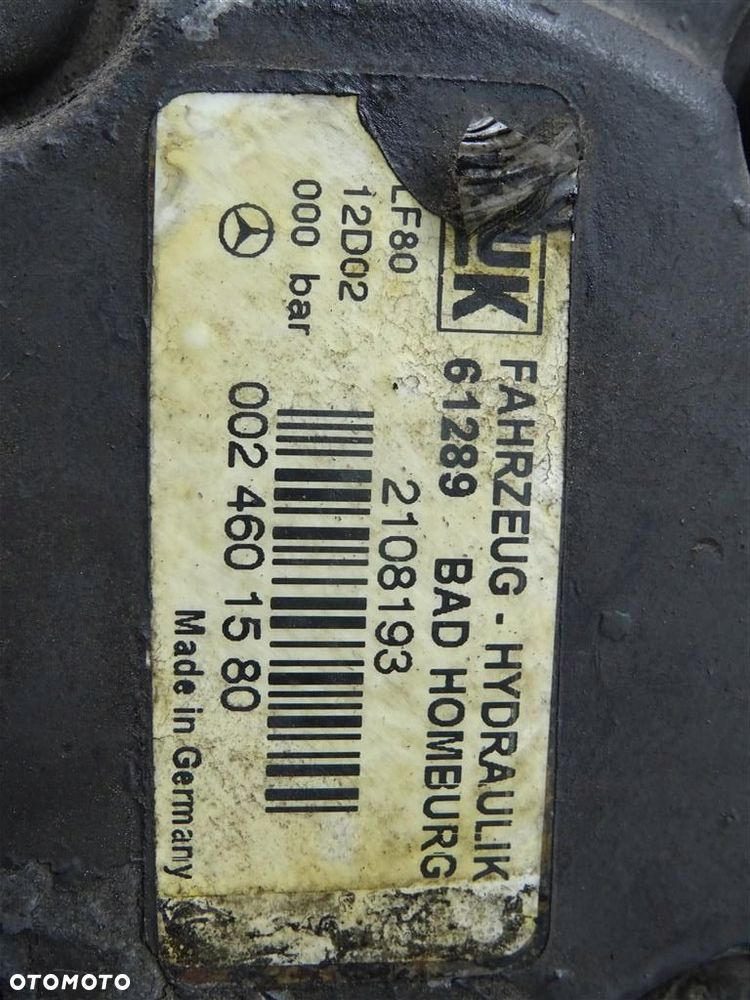 LUK
FAHRZEUG - HYDRAULIK
61289 BAD HOMBURG
LF80
12D02
000 bar
2108193
002 460 15 80
Made in Germany
OTOMOTO